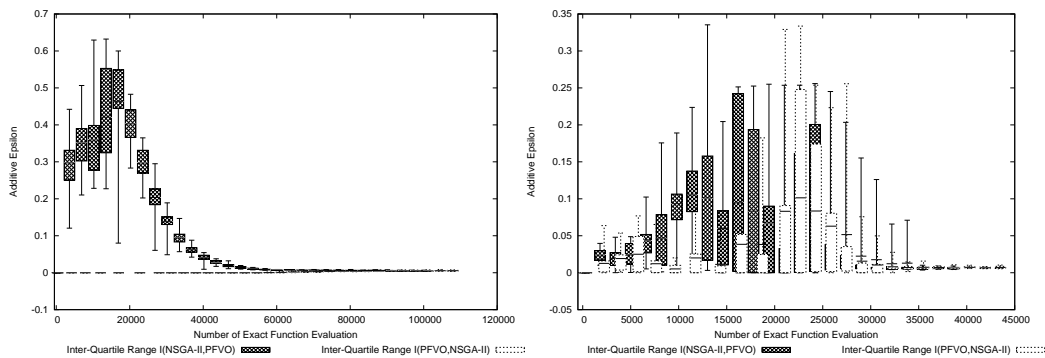 0.7
0.6
0.5
0.4
0.3
0.2
0.1
0
-0.1
Additive Epsilon
0 20000 40000 60000 80000 100000 120000
Number of Exact Function Evaluation
Inter-Quartile Range I(NSGA-II,PFVO) Inter-Quartile Range I(PFVO,NSGA-II)
0.35
0.3
0.25
0.2
0.15
0.1
0.05
0
-0.05
Additive Epsilon
0 5000 10000 15000 20000 25000 30000 35000 40000 45000
Number of Exact Function Evaluation
Inter-Quartile Range I(NSGA-II,PFVO) Inter-Quartile Range I(PFVO,NSGA-II)